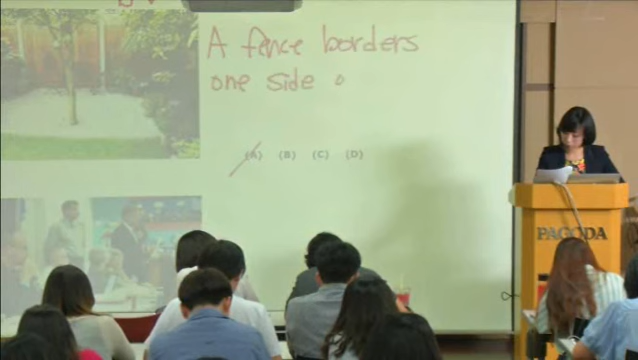 A fence borders
one side o
(A) (B) (C) (D)
PAGODA